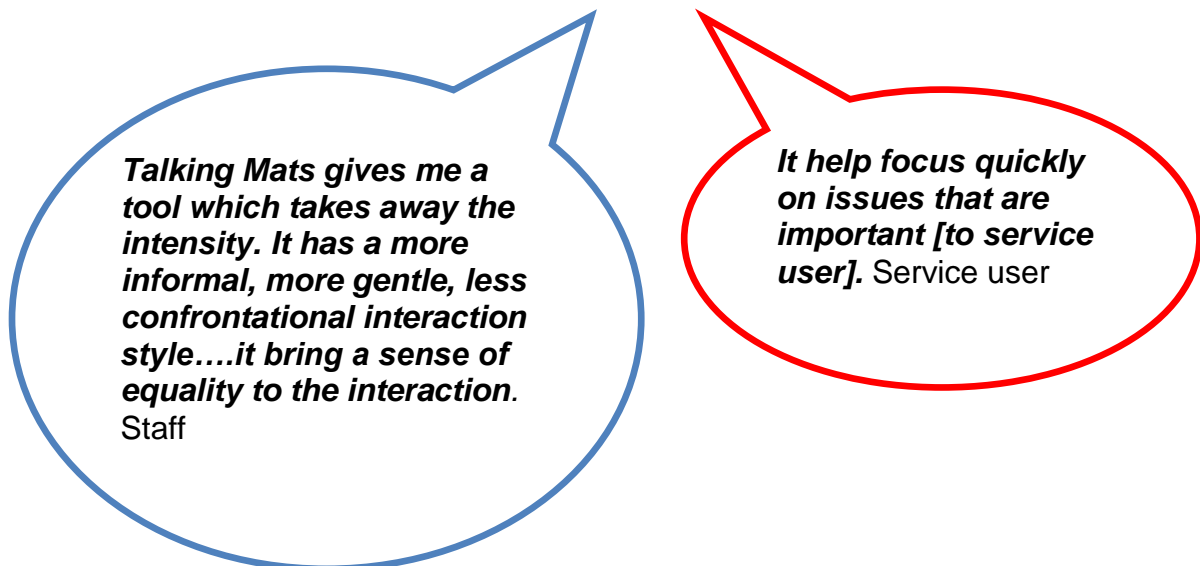 Talking Mats gives me a
tool which takes away the
intensity. It has a more
informal, more gentle, less
confrontational interaction
style….it bring a sense of
equality to the interaction.
Staff
It help focus quickly
on issues that are
important [to service
user]. Service user